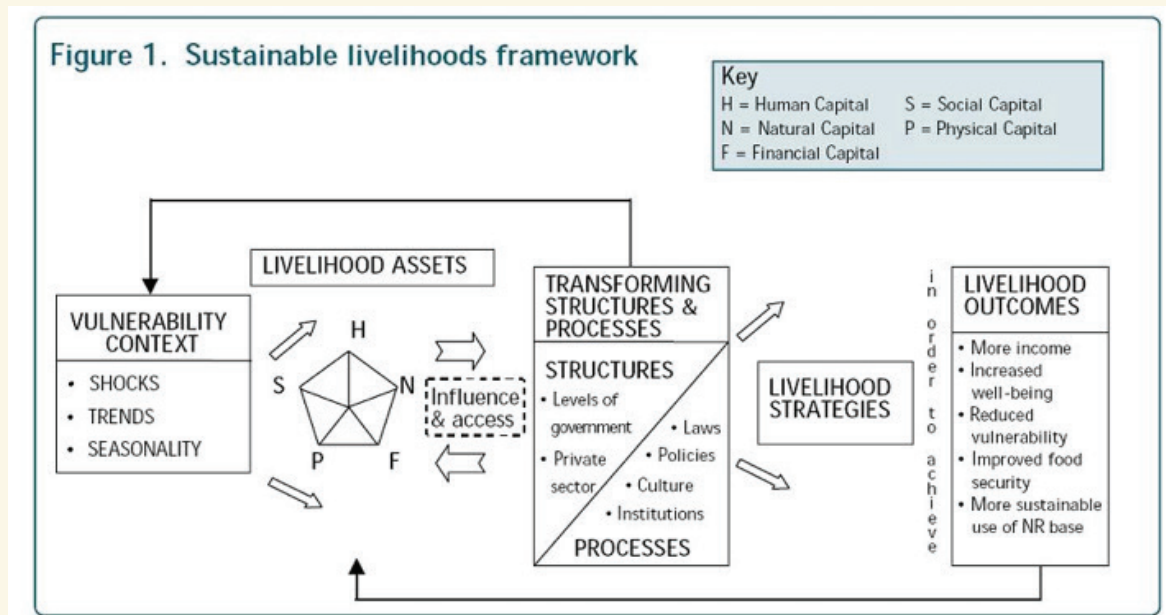 Figure 1. Sustainable livelihoods framework
Key
H = Human Capital S = Social Capital
N = Natural Capital P = Physical Capital
F = Financial Capital
LIVELIHOOD ASSETS
VULNERABILITY
CONTEXT
• SHOCKS
• TRENDS
• SEASONALITY
H
S
N
P
F
Influence
& access
TRANSFORMING
STRUCTURES &
PROCESSES
STRUCTURES
• Levels of
government
• Private
sector
• Laws
• Policies
• Culture
• Institutions
PROCESSES
LIVELIHOOD
STRATEGIES
in order to achieve
LIVELIHOOD
OUTCOMES
• More income
• Increased
well-being
• Reduced
vulnerability
• Improved food
security
• More sustainable
use of NR base